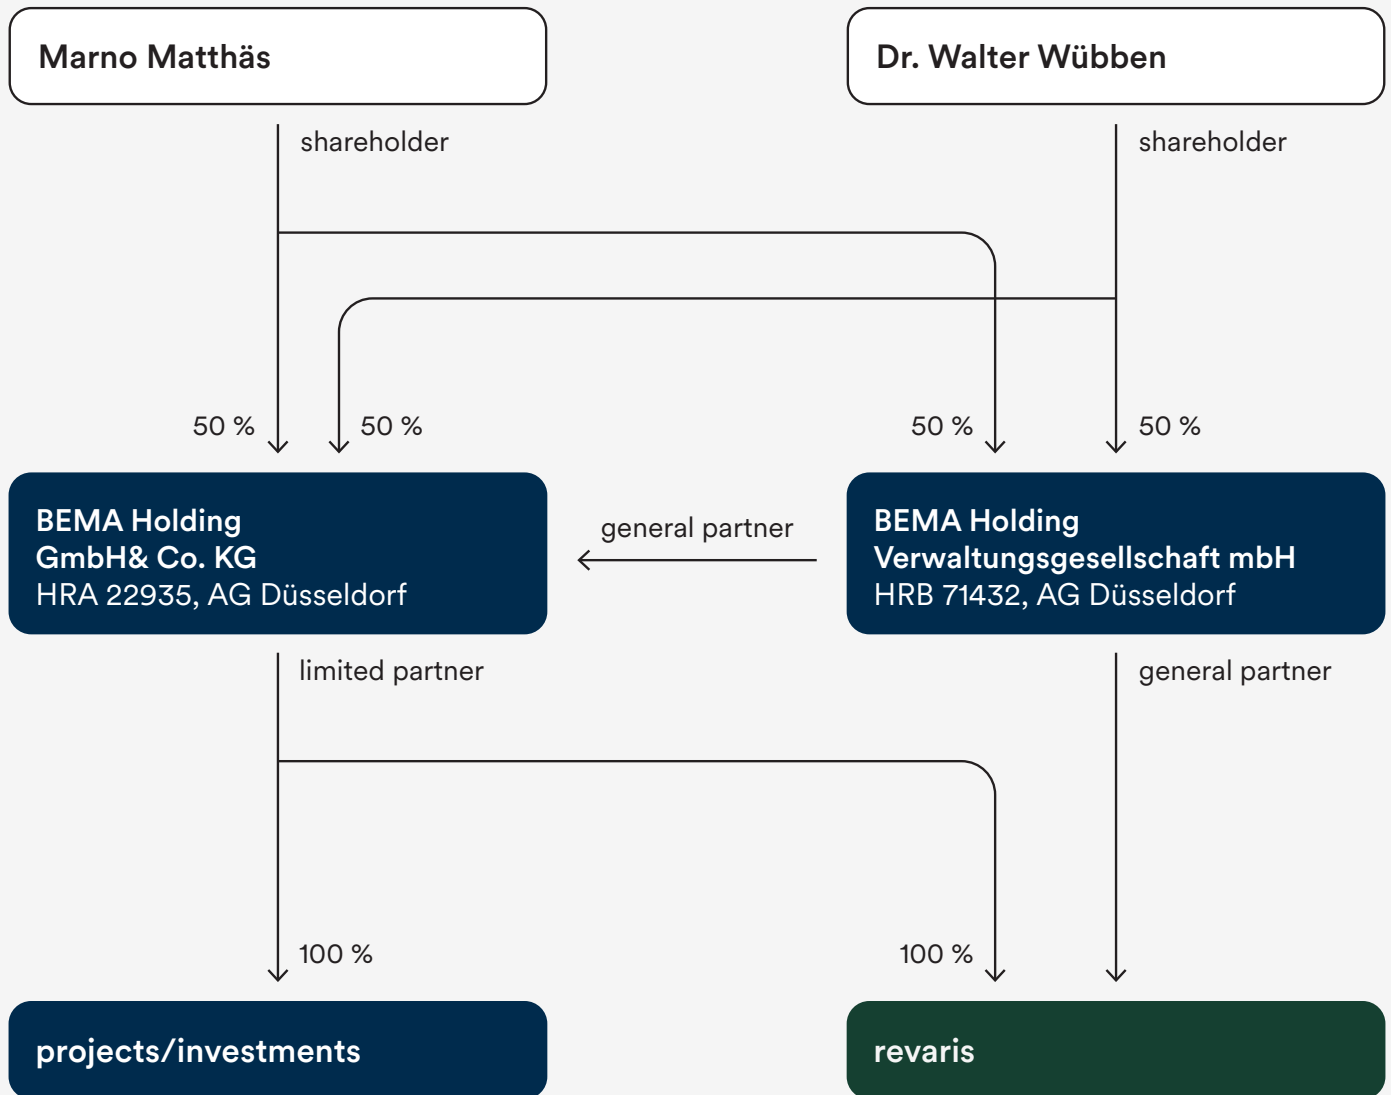 Marno Matthäs
Dr. Walter Wübben
shareholder
shareholder
50 %
50 %
50 %
50 %
BEMA Holding
GmbH& Co. KG
HRA 22935, AG Düsseldorf
general partner
BEMA Holding
Verwaltungsgesellschaft mbH
HRB 71432, AG Düsseldorf
limited partner
general partner
100 %
100 %
projects/investments
revaris